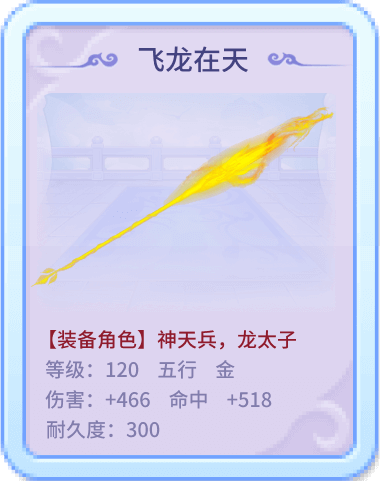 飞龙在天
【装备角色】神天兵，龙太子
等级：120 五行 金
伤害：+466 命中 +518
耐久度：300